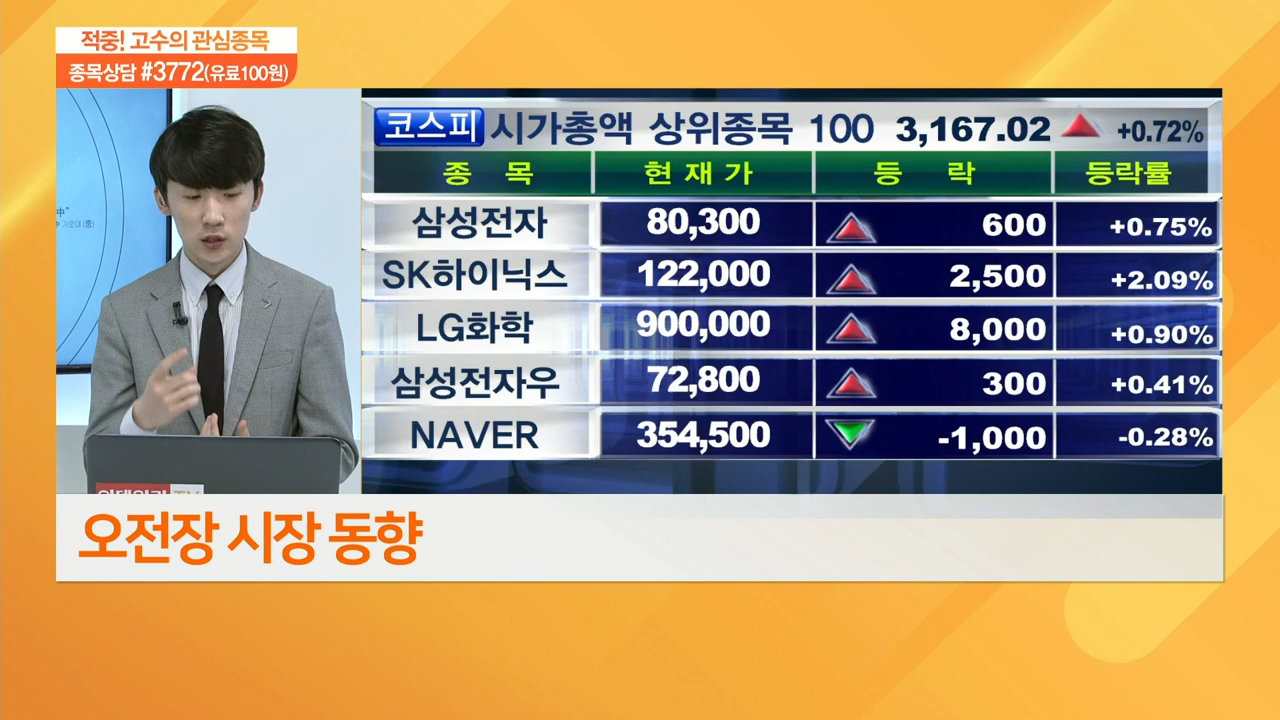 적중! 고수의 관심종목
종목상담 #3772(유료100원)
中"
코스피 시가총액 상위종목 100 3,167.02 +0.72%
종 목 현재가 등 락 등락률
삼성전자 80,300 600 +0.75%
SK하이닉스 122,000 2,500 +2.09%
LG화학 900,000 8,000 +0.90%
삼성전자우 72,800 300 +0.41%
NAVER 354,500 -1,000 -0.28%
오전장 시장 동향